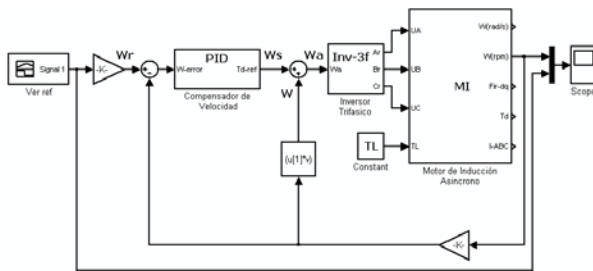 Signal 1
Ver ref
-K-
Wr
PID
W-error
Td-ref
Compensador de
Velocidad
Ws
Wa
W
Inv-3f
Wa
Ar
Br
Cr
Inversor
Trifasico
(u[1]*v)
TL
Constant
UA
UB
UC
TL
MI
W(rad/s)
W(rpm)
Fir-dq
Td
I-ABC
Motor de Inducción
Asincrono
Scope
-K-